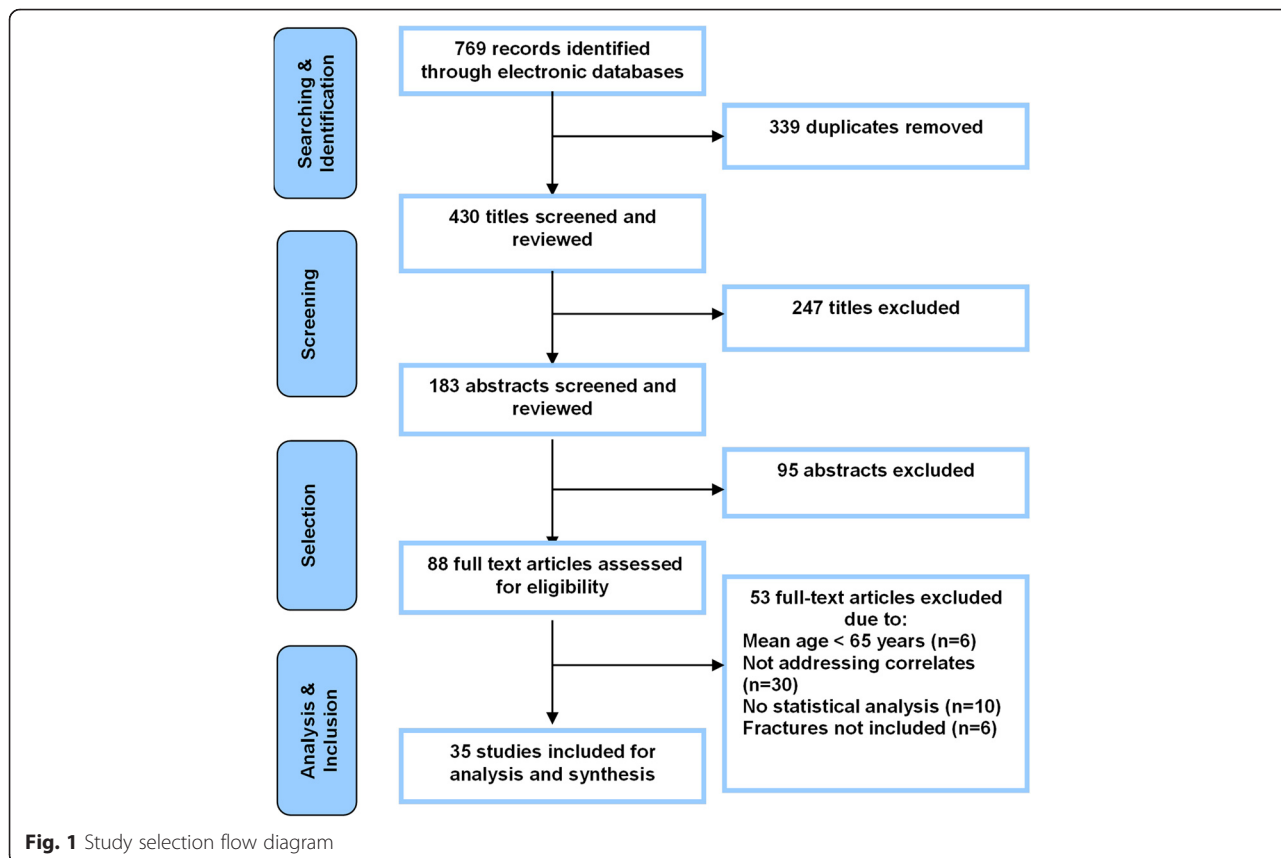 Searching &
Identification
769 records identified
through electronic databases
339 duplicates removed
430 titles screened and
reviewed
Screening
247 titles excluded
183 abstracts screened and
reviewed
Selection
95 abstracts excluded
88 full text articles assessed
for eligibility
53 full-text articles excluded
due to:
Mean age < 65 years (n=6)
Not addressing correlates
(n=30)
No statistical analysis (n=10)
Fractures not included (n=6)
Analysis &
Inclusion
35 studies included for
analysis and synthesis
Fig. 1 Study selection flow diagram